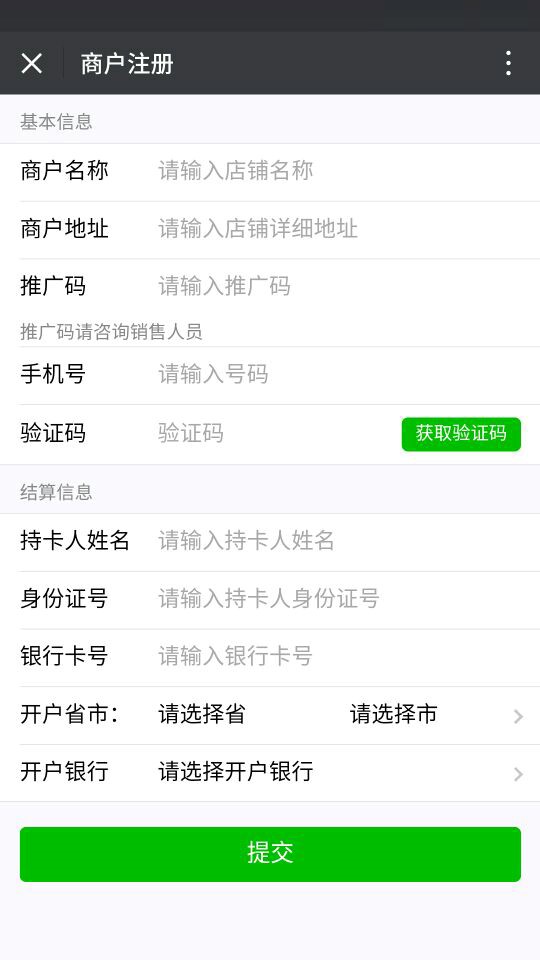 商户注册
基本信息
商户名称 请输入店铺名称
商户地址 请输入店铺详细地址
推广码 请输入推广码
推广码请咨询销售人员
手机号 请输入号码
验证码 验证码 获取验证码
结算信息
持卡人姓名 请输入持卡人姓名
身份证号 请输入持卡人身份证号
银行卡号 请输入银行卡号
开户省市： 请选择省 请选择市
开户银行 请选择开户银行
提交